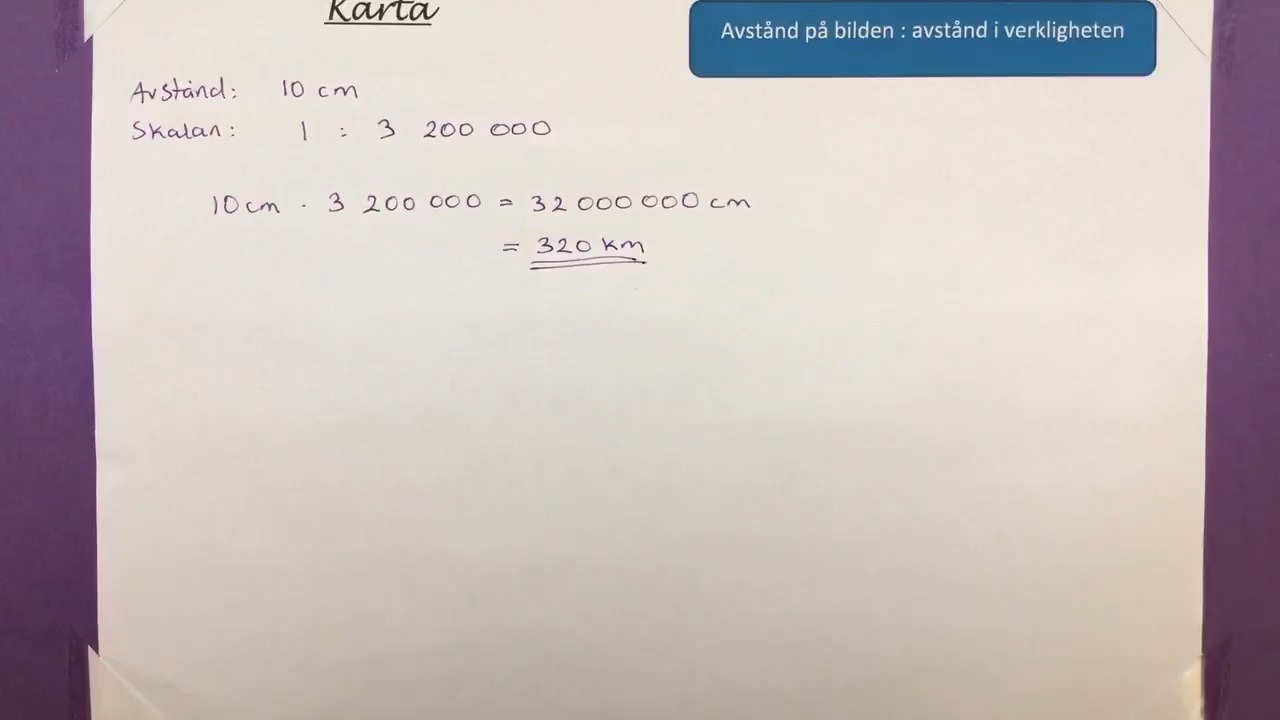 Karta
Avstånd på bilden : avstånd i verkligheten
Avstånd: 10 cm
Skalan: 1 : 3 200 000
10 cm · 3 200 000 = 32 000 000 cm
= 320 km